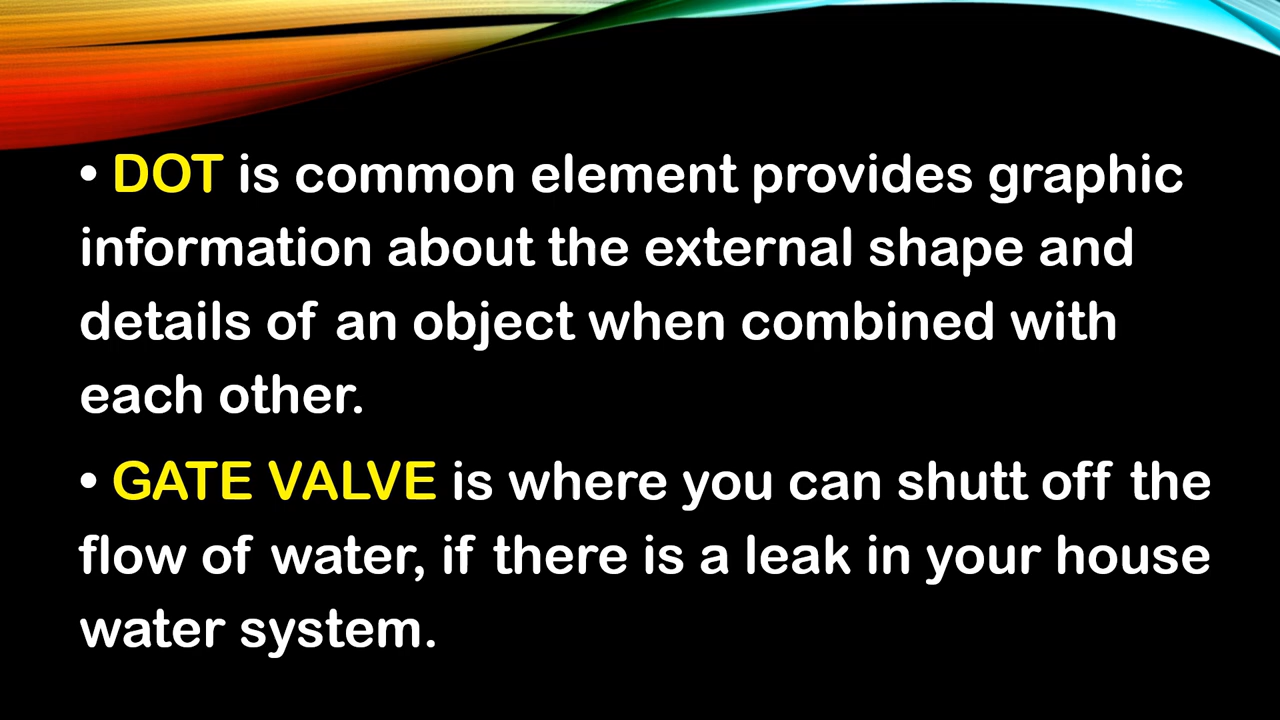 • DOT is common element provides graphic
information about the external shape and
details of an object when combined with
each other.
• GATE VALVE is where you can shutt off the
flow of water, if there is a leak in your house
water system.